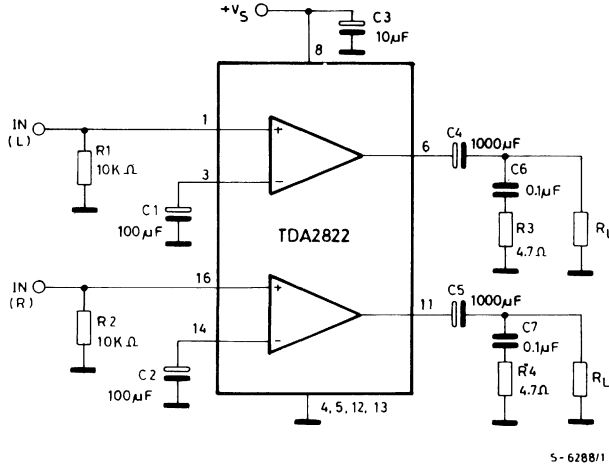 +VS
C3
10µF
8
IN
(L)
1
R1
10KΩ
3
C1
100µF
6
C4
1000µF
C6
0.1µF
R3
4.7Ω
RL
TDA2822
IN
(R)
16
R2
10KΩ
14
C2
100µF
11
C5
1000µF
C7
0.1µF
R4
4.7Ω
RL
4, 5, 12, 13
S-6288/1